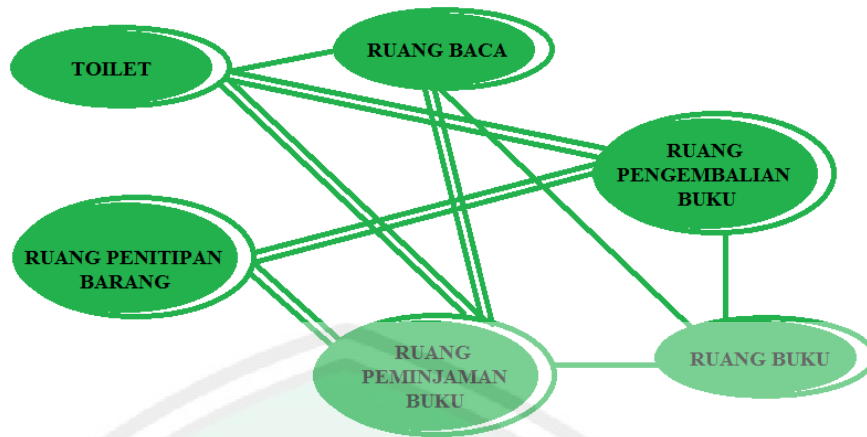 TOILET
RUANG BACA
RUANG
PENGEMBALIAN
BUKU
RUANG PENITIPAN
BARANG
RUANG
PEMINJAMAN
BUKU
RUANG BUKU